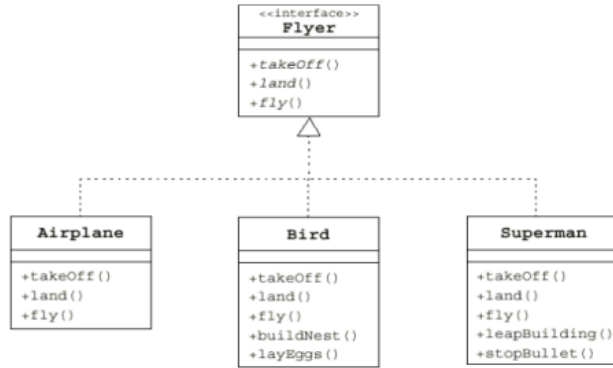 <<interface>>
Flyer
+takeOff()
+land()
+fly()
Airplane
+takeOff()
+land()
+fly()
Bird
+takeOff()
+land()
+fly()
+buildNest()
+layEggs()
Superman
+takeOff()
+land()
+fly()
+leapBuilding()
+stopBullet()